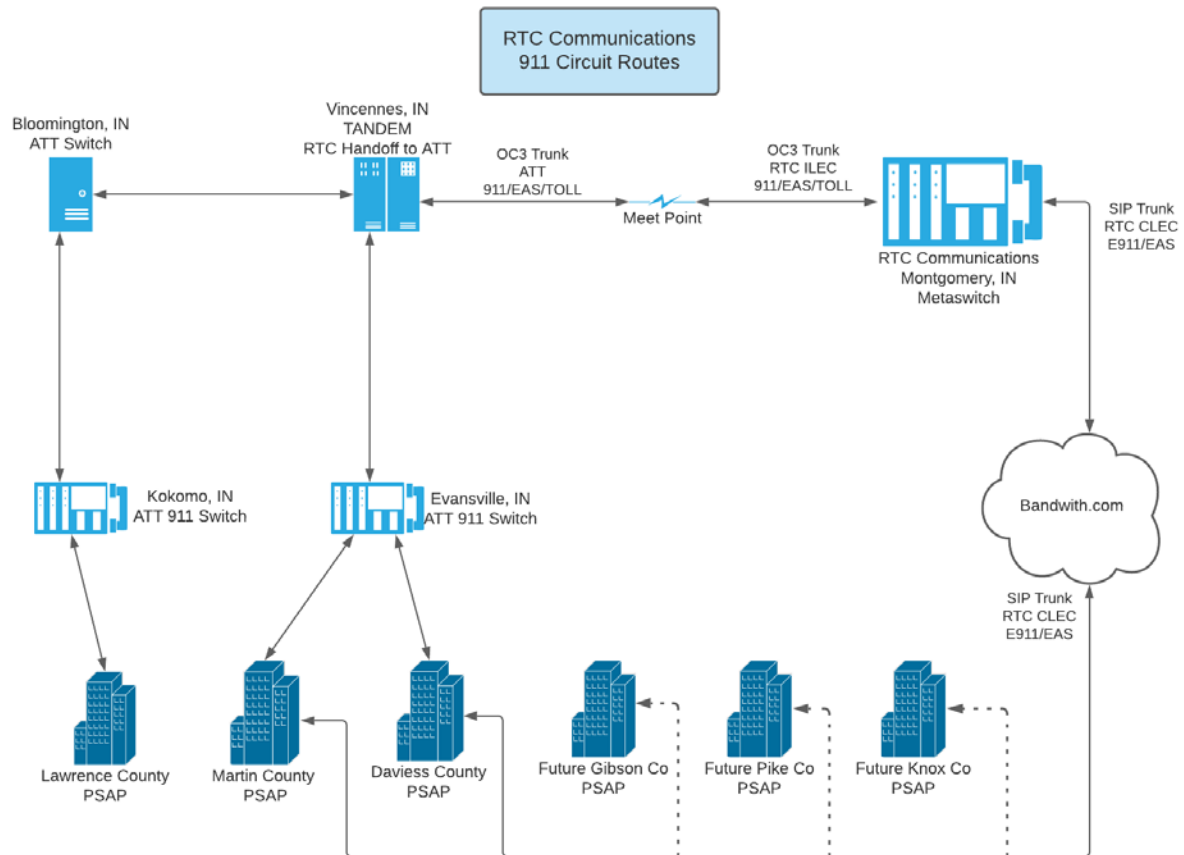 RTC Communications
911 Circuit Routes
Bloomington, IN
ATT Switch
Vincennes, IN
TANDEM
RTC Handoff to ATT
OC3 Trunk
ATT
911/EAS/TOLL
Meet Point
OC3 Trunk
RTC ILEC
911/EAS/TOLL
RTC Communications
Montgomery, IN
Metaswitch
SIP Trunk
RTC CLEC
E911/EAS
Kokomo, IN
ATT 911 Switch
Evansville, IN
ATT 911 Switch
Bandwith.com
SIP Trunk
RTC CLEC
E911/EAS
Lawrence County
PSAP
Martin County
PSAP
Daviess County
PSAP
Future Gibson Co
PSAP
Future Pike Co
PSAP
Future Knox Co
PSAP